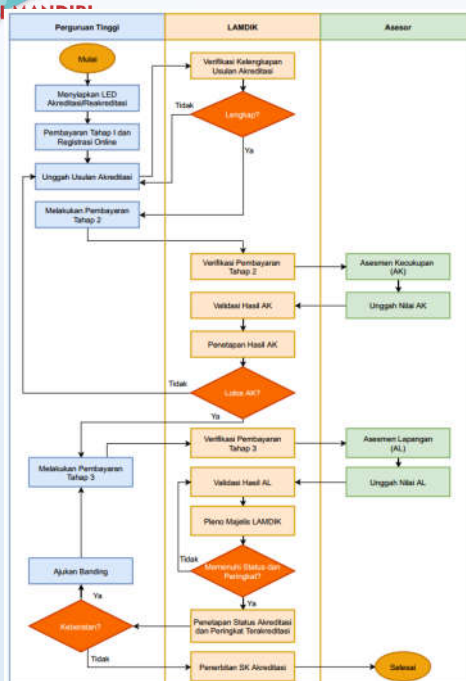 Perguruan Tinggi
LAMDIK
Asesor
Mulai
Menyiapkan LED
Akreditasi/Reakreditasi
Pembayaran Tahap I dan
Registrasi Online
Unggah Usulan Akreditasi
Verifikasi Kelengkapan
Usulan Akreditasi
Tidak
Lengkap?
Ya
Melakukan Pembayaran
Tahap 2
Verifikasi Pembayaran
Tahap 2
Asesmen Kecukupan
(AK)
Validasi Hasil AK
Unggah Nilai AK
Penetapan Hasil AK
Tidak
Lolos AK?
Ya
Melakukan Pembayaran
Tahap 3
Verifikasi Pembayaran
Tahap 3
Asesmen Lapangan
(AL)
Validasi Hasil AL
Unggah Nilai AL
Pleno Majelis LAMDIK
Ajukan Banding
Tidak
Memenuhi Status dan
Peringkat?
Ya
Ya
Keberatan?
Penetapan Status Akreditasi
dan Peringkat Terakreditasi
Tidak
Penerbitan SK Akreditasi
Selesai